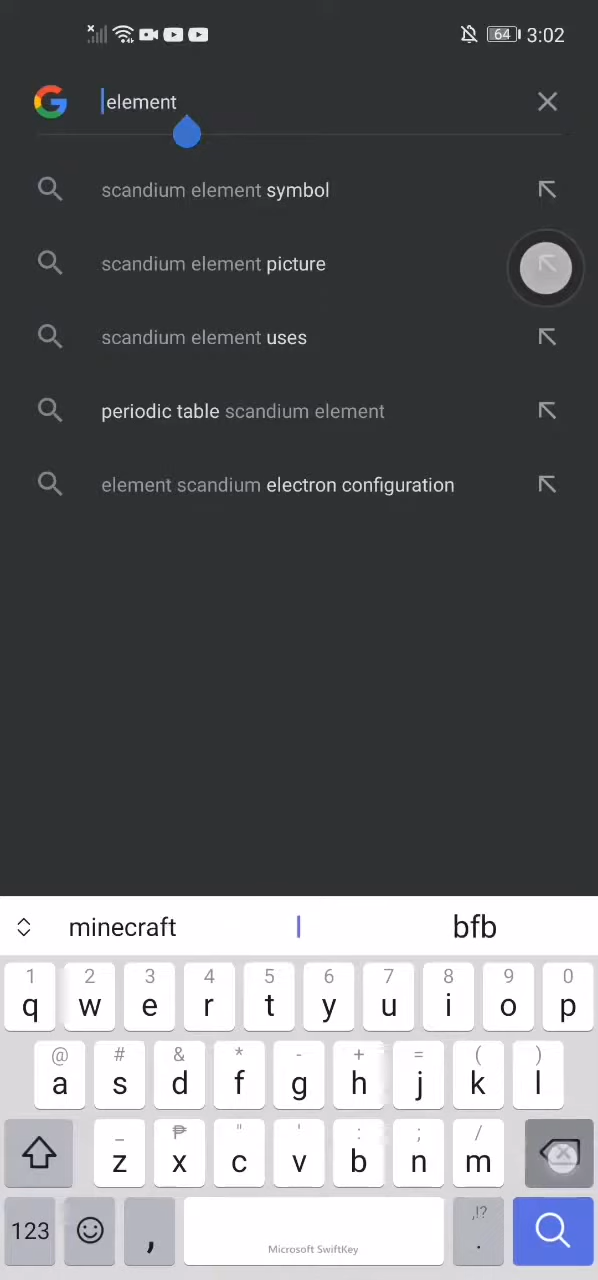 64 3:02
element
scandium element symbol
scandium element picture
scandium element uses
periodic table scandium element
element scandium electron configuration
minecraft I bfb
1 2 3 4 5 6 7 8 9 0
q w e r t y u i o p
@ # & * - + = ( )
a s d f g h j k l
_ ₱ " ' : ; /
z x c v b n m
123 , ,!? .
Microsoft SwiftKey